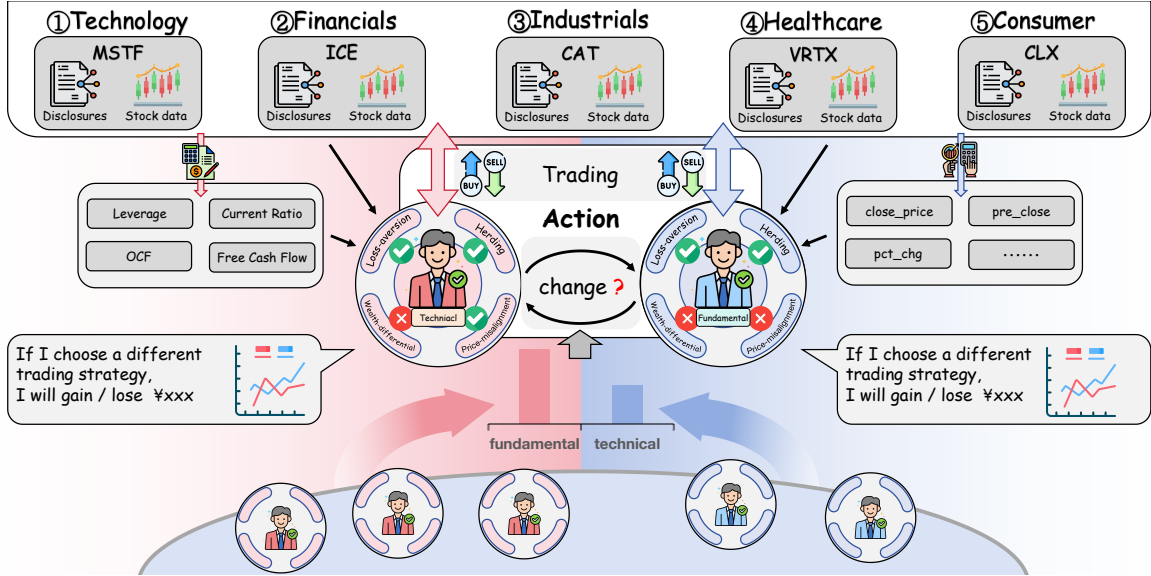 ①Technology
②Financials
③Industrials
④Healthcare
⑤Consumer
MSTF
Disclosures
Stock data
ICE
Disclosures
Stock data
CAT
Disclosures
Stock data
VRTX
Disclosures
Stock data
CLX
Disclosures
Stock data
Leverage
Current Ratio
OCF
Free Cash Flow
BUY
SELL
Trading
BUY
SELL
Action
close_price
pre_close
pct_chg
······
Loss-aversion
Herding
Wealth-differential
Price-misalignment
Techniacl
change ?
Loss-aversion
Herding
Wealth-differential
Price-misalignment
Fundamental
If I choose a different
trading strategy,
I will gain / lose ¥xxx
If I choose a different
trading strategy,
I will gain / lose ¥xxx
fundamental
technical